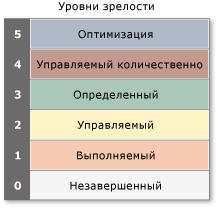 Уровни зрелости
5 Оптимизация
4 Управляемый количественно
3 Определенный
2 Управляемый
1 Выполняемый
0 Незавершенный